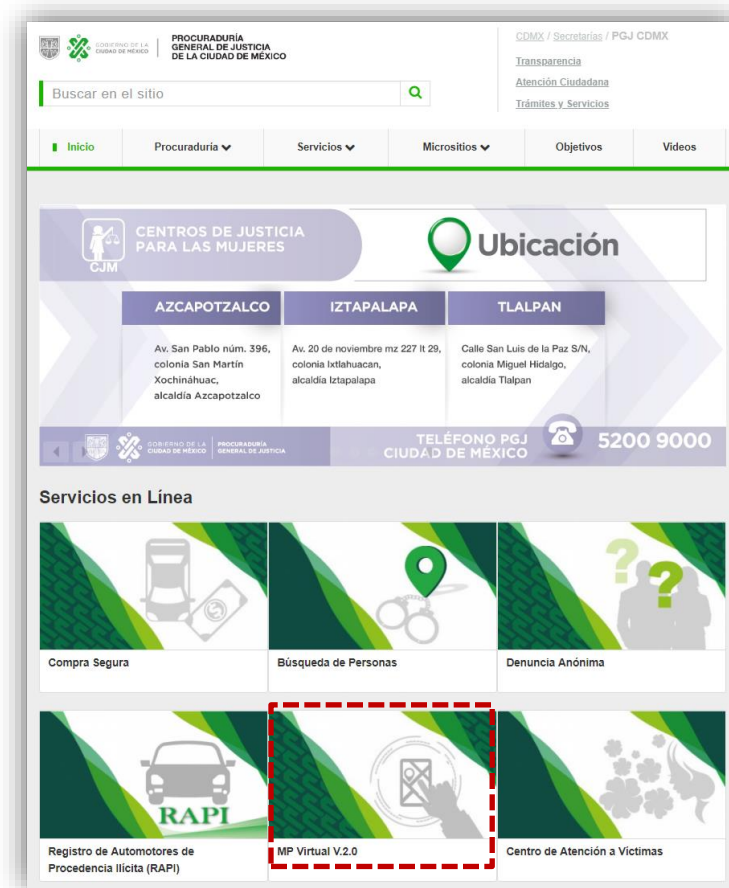 GOBIERNO DE LA
CIUDAD DE MÉXICO
PROCURADURÍA
GENERAL DE JUSTICIA
DE LA CIUDAD DE MÉXICO
CDMX / Secretarías / PGJ CDMX
Transparencia
Atención Ciudadana
Trámites y Servicios
Buscar en el sitio
Inicio
Procuraduria
Servicios
Micrositios
Objetivos
Videos
CJM
CENTROS DE JUSTICIA
PARA LAS MUJERES
Ubicación
AZCAPOTZALCO
Av. San Pablo núm. 396,
colonia San Martín
Xochináhuac,
alcaldía Azcapotzalco
IZTAPALAPA
Av. 20 de noviembre mz 227 lt 29,
colonia Ixtlahuacan,
alcaldía Iztapalapa
TLALPAN
Calle San Luis de la Paz S/N,
colonia Miguel Hidalgo,
alcaldía Tlalpan
GOBIERNO DE LA
CIUDAD DE MÉXICO
PROCURADURÍA
GENERAL DE JUSTICIA
TELÉFONO PGJ
CIUDAD DE MÉXICO
5200 9000
Servicios en Línea
??
Compra Segura
Búsqueda de Personas
Denuncia Anónima
RAPI
Registro de Automotores de
Procedencia Ilícita (RAPI)
MP Virtual V.2.0
Centro de Atención a Víctimas